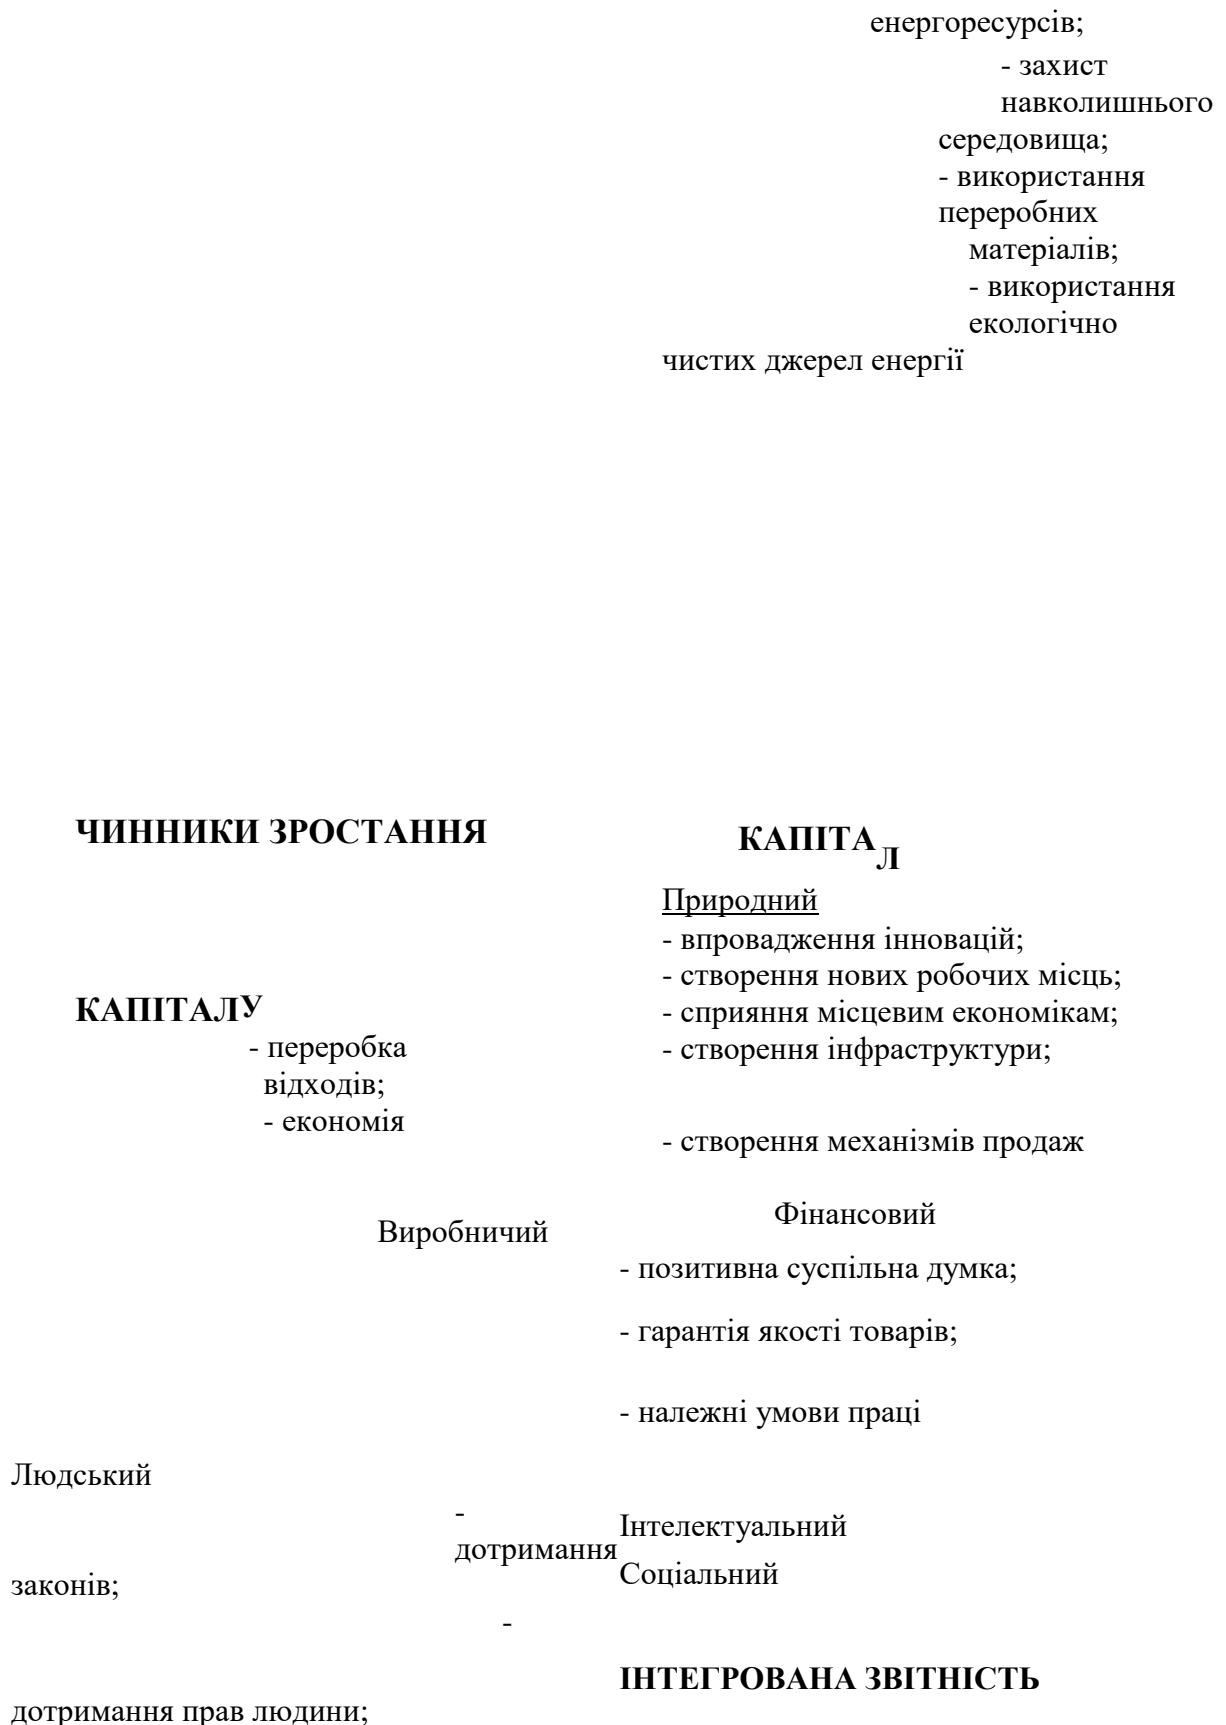 енергоресурсів;
- захист
навколишнього
середовища;
- використання
переробних
матеріалів;
- використання
екологічно
чистих джерел енергії
ЧИННИКИ ЗРОСТАННЯ
КАПІТАЛУ
- переробка
відходів;
- економія
КАПІТАЛ
Природний
- впровадження інновацій;
- створення нових робочих місць;
- сприяння місцевим економікам;
- створення інфраструктури;
- створення механізмів продаж
Виробничий
Фінансовий
- позитивна суспільна думка;
- гарантія якості товарів;
- належні умови праці
Людський
-
дотримання
законів;
-
Інтелектуальний
Соціальний
ІНТЕГРОВАНА ЗВІТНІСТЬ
дотримання прав людини;